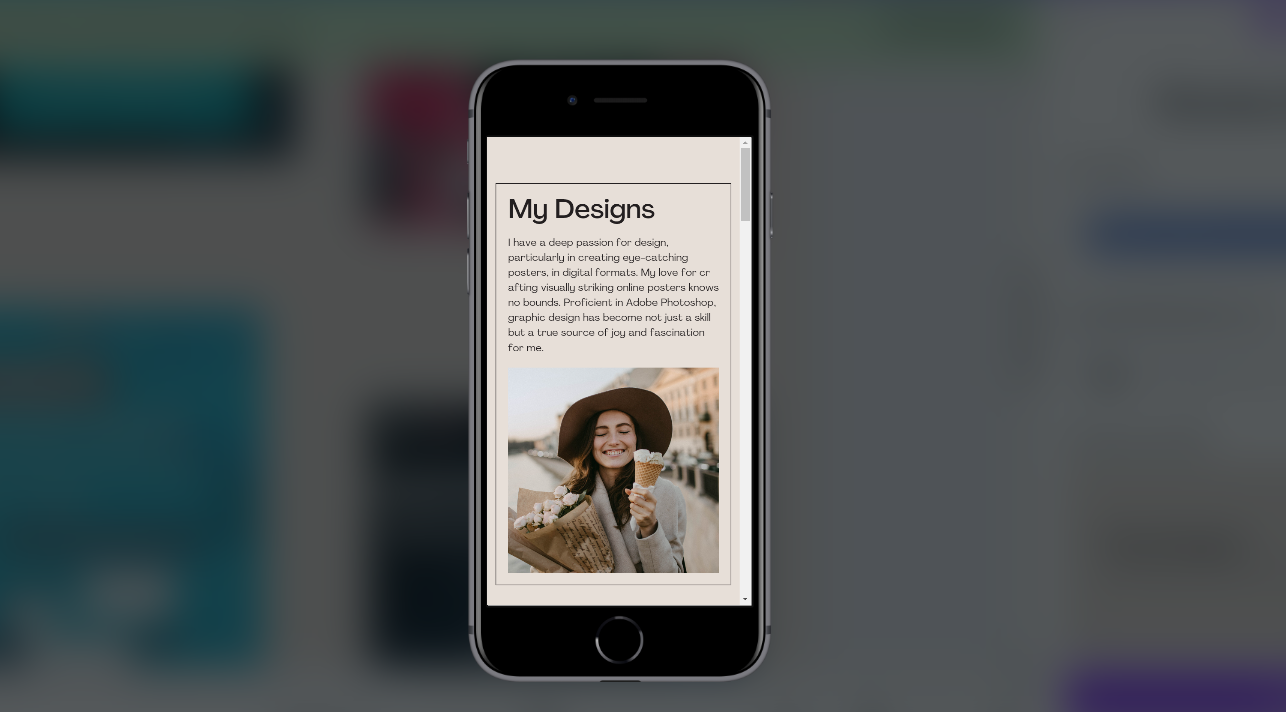 My Designs
I have a deep passion for design,
particularly in creating eye-catching
posters, in digital formats. My love for cr
afting visually striking online posters knows
no bounds. Proficient in Adobe Photoshop,
graphic design has become not just a skill
but a true source of joy and fascination
for me.